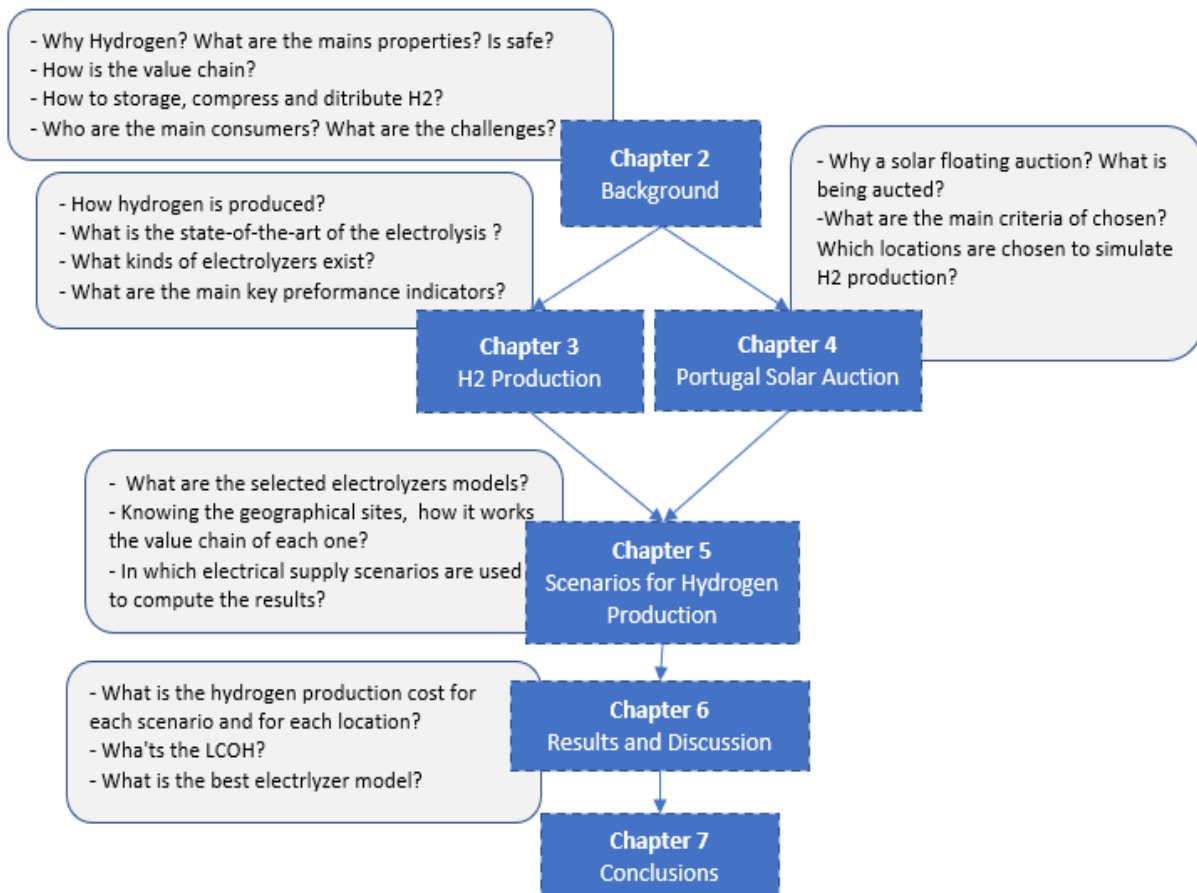 - Why Hydrogen? What are the mains properties? Is safe?
- How is the value chain?
- How to storage, compress and ditribute H2?
- Who are the main consumers? What are the challenges?
Chapter 2
Background
- Why a solar floating auction? What is
being aucted?
-What are the main criteria of chosen?
Which locations are chosen to simulate
H2 production?
- How hydrogen is produced?
- What is the state-of-the-art of the electrolysis ?
- What kinds of electrolyzers exist?
- What are the main key preformance indicators?
Chapter 3
H2 Production
Chapter 4
Portugal Solar Auction
- What are the selected electrolyzers models?
- Knowing the geographical sites, how it works
the value chain of each one?
- In which electrical supply scenarios are used
to compute the results?
Chapter 5
Scenarios for Hydrogen
Production
- What is the hydrogen production cost for
each scenario and for each location?
- Wha'ts the LCOH?
- What is the best electrlyzer model?
Chapter 6
Results and Discussion
Chapter 7
Conclusions